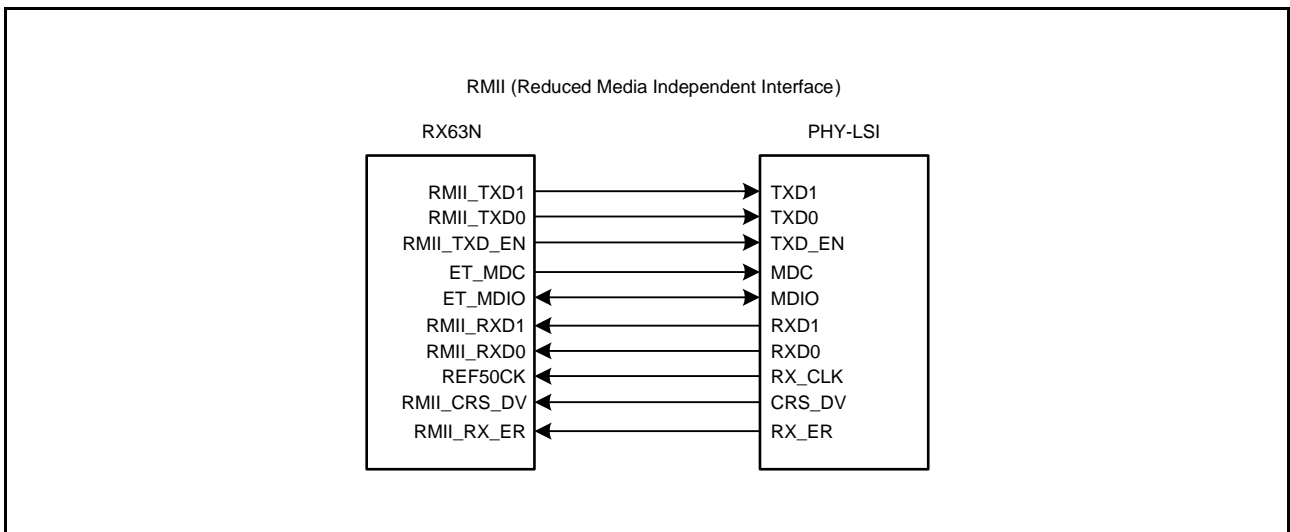 RMII (Reduced Media Independent Interface)
RX63N PHY-LSI
RMII_TXD1 TXD1
RMII_TXD0 TXD0
RMII_TXD_EN TXD_EN
ET_MDC MDC
ET_MDIO MDIO
RMII_RXD1 RXD1
RMII_RXD0 RXD0
REF50CK RX_CLK
RMII_CRS_DV CRS_DV
RMII_RX_ER RX_ER